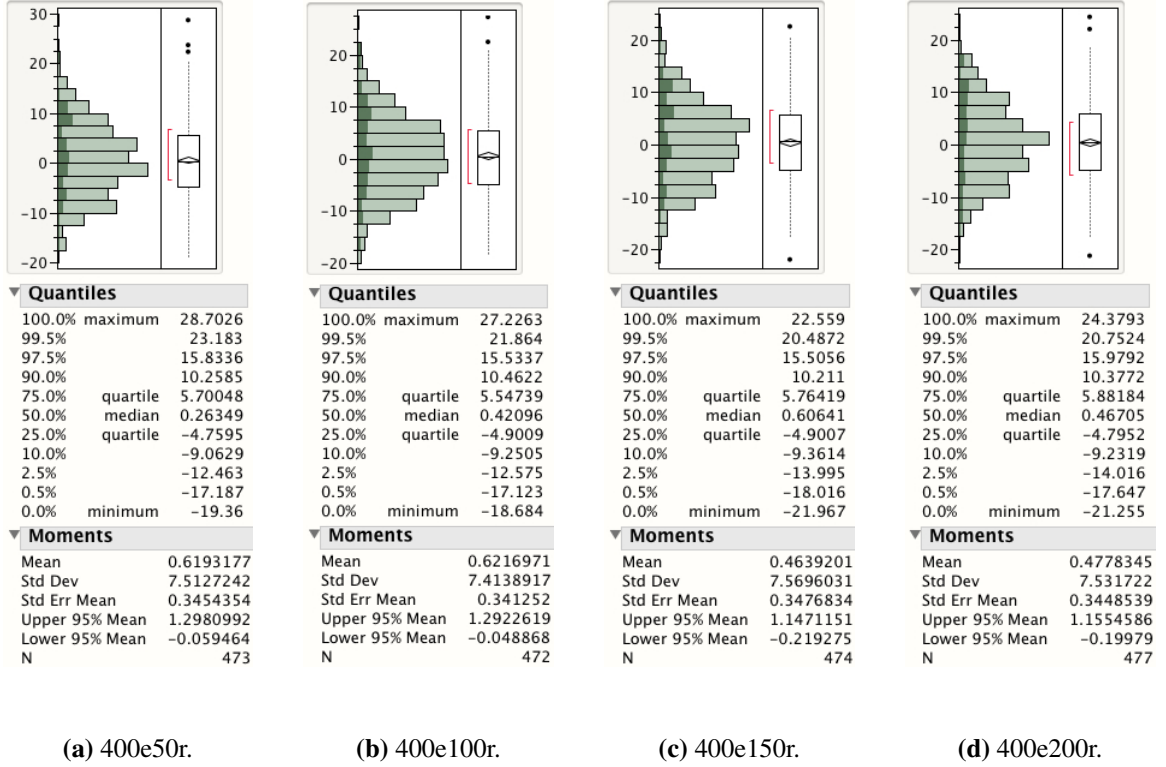 30
20
10
0
-10
-20
Quantiles
100.0% maximum 28.7026
99.5% 23.183
97.5% 15.8336
90.0% 10.2585
75.0% quartile 5.70048
50.0% median 0.26349
25.0% quartile -4.7595
10.0% -9.0629
2.5% -12.463
0.5% -17.187
0.0% minimum -19.36
Moments
Mean 0.6193177
Std Dev 7.5127242
Std Err Mean 0.3454354
Upper 95% Mean 1.2980992
Lower 95% Mean -0.059464
N 473
(a) 400e50r.
20
10
0
-10
-20
Quantiles
100.0% maximum 27.2263
99.5% 21.864
97.5% 15.5337
90.0% 10.4622
75.0% quartile 5.54739
50.0% median 0.42096
25.0% quartile -4.9009
10.0% -9.2505
2.5% -12.575
0.5% -17.123
0.0% minimum -18.684
Moments
Mean 0.6216971
Std Dev 7.4138917
Std Err Mean 0.341252
Upper 95% Mean 1.2922619
Lower 95% Mean -0.048868
N 472
(b) 400e100r.
20
10
0
-10
-20
Quantiles
100.0% maximum 22.559
99.5% 20.4872
97.5% 15.5056
90.0% 10.211
75.0% quartile 5.76419
50.0% median 0.60641
25.0% quartile -4.9007
10.0% -9.3614
2.5% -13.995
0.5% -18.016
0.0% minimum -21.967
Moments
Mean 0.4639201
Std Dev 7.5696031
Std Err Mean 0.3476834
Upper 95% Mean 1.1471151
Lower 95% Mean -0.219275
N 474
(c) 400e150r.
20
10
0
-10
-20
Quantiles
100.0% maximum 24.3793
99.5% 20.7524
97.5% 15.9792
90.0% 10.3772
75.0% quartile 5.88184
50.0% median 0.46705
25.0% quartile -4.7952
10.0% -9.2319
2.5% -14.016
0.5% -17.647
0.0% minimum -21.255
Moments
Mean 0.4778345
Std Dev 7.531722
Std Err Mean 0.3448539
Upper 95% Mean 1.1554586
Lower 95% Mean -0.19979
N 477
(d) 400e200r.